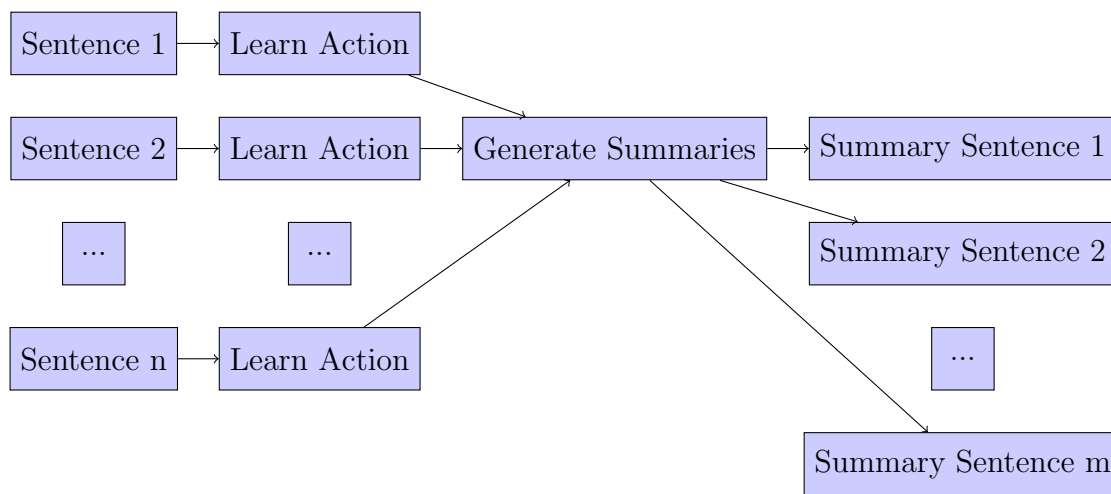 Sentence 1
Learn Action
Sentence 2
Learn Action
Generate Summaries
Summary Sentence 1
...
...
Summary Sentence 2
Sentence n
Learn Action
...
Summary Sentence m